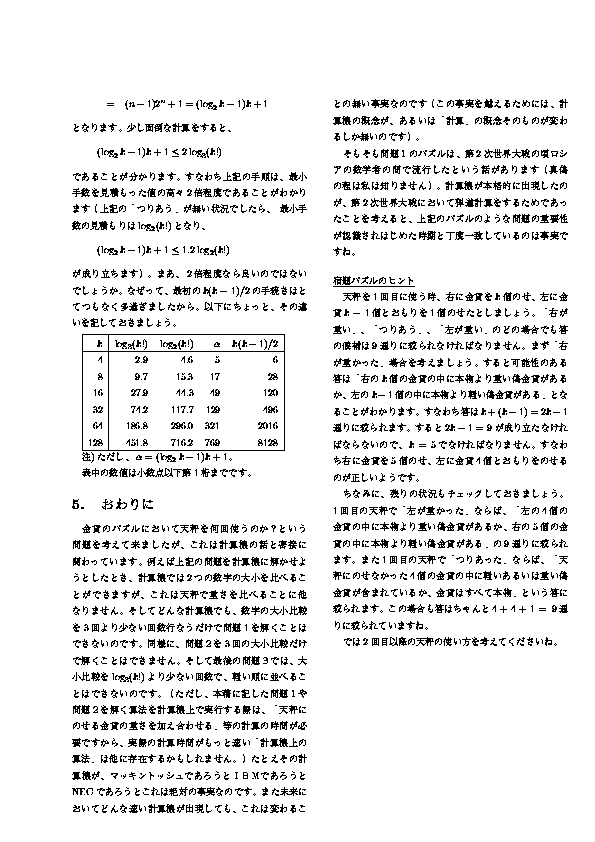 = (n − 1)2ⁿ + 1 = (log₂ k − 1)k + 1
となります。少し面倒な計算をすると、
(log₂ k − 1)k + 1 ≤ 2 log₃(k!)
であることが分かります。すなわち上記の手順は、最小
手数を見積もった値の高々2倍程度であることがわかり
ます（上記の「つりあう」が無い状況でしたら、 最小手
数の見積もりは log₂(k!) となり、
(log₂ k − 1)k + 1 ≤ 1.2 log₂(k!)
が成り立ちます）。まあ、2倍程度なら良いのではない
でしょうか。なぜって、最初の k(k − 1)/2 の手続きはと
てつもなく多過ぎましたから。以下にちょっと、その違
いを記しておきましょう。
k log₃(k!) log₂(k!) α k(k − 1)/2
4 2.9 4.6 5 6
8 9.7 15.3 17 28
16 27.9 44.3 49 120
32 74.2 117.7 129 496
64 186.8 296.0 321 2016
128 451.8 716.2 769 8128
注) ただし、α = (log₂ k − 1)k + 1。
表中の数値は小数点以下第1桁までです。
5. おわりに
金貨のパズルにおいて天秤を何回使うのか？という
問題を考えて来ましたが、これは計算機の話と密接に
関わっています。例えば上記の問題を計算機に解かせよ
うとしたとき、計算機では2つの数字の大小を比べるこ
とができますが、これは天秤で重さを比べることに他
なりません。そしてどんな計算機でも、数字の大小比較
を3回より少ない回数行なうだけで問題1を解くことは
できないのです。同様に、問題2を3回の大小比較だけ
で解くことはできません。そして最後の問題3では、大
小比較を log₃(k!) より少ない回数で、軽い順に並べるこ
とはできないのです。（ただし、本稿に記した問題1や
問題2を解く算法を計算機上で実行する際は、「天秤に
のせる金貨の重さを加え合わせる」等の計算の時間が必
要ですから、実際の計算時間がもっと速い「計算機上の
算法」は他に存在するかもしれません。）たとえその計
算機が、マッキントッシュであろうとＩＢＭであろうと
NEC であろうとこれは絶対の事実なのです。また未来に
おいてどんな速い計算機が出現しても、これは変わるこ
との無い事実なのです（この事実を越えるためには、計
算機の概念が、あるいは「計算」の概念そのものが変わ
るしか無いのです）。
そもそも問題1のパズルは、第2次世界大戦の頃ロシ
アの数学者の間で流行したという話があります（真偽
の程は私は知りません）。計算機が本格的に出現したの
が、第2次世界大戦において弾道計算をするためであっ
たことを考えると、上記のパズルのような問題の重要性
が認識されはじめた時期と丁度一致しているのは事実で
すね。
宿題パズルのヒント
天秤を1回目に使う時、右に金貨を k 個のせ、左に金
貨 k − 1 個とおもりを1個のせたとしましょう。「右が
重い」、「つりあう」、「左が重い」のどの場合でも答
の候補は9通りに絞られなければなりません。まず「右
が重かった」場合を考えましょう。すると可能性のある
答は「右の k 個の金貨の中に本物より重い偽金貨がある
か、左の k−1 個の中に本物より軽い偽金貨がある」とな
ることがわかります。すなわち答は k + (k − 1) = 2k − 1
通りに絞られます。すると 2k − 1 = 9 が成り立たなけれ
ばならないので、k = 5 でなければなりません。すなわ
ち右に金貨を5個のせ、左に金貨4個とおもりをのせる
のが正しいようです。
ちなみに、残りの状況もチェックしておきましょう。
1回目の天秤で「左が重かった」ならば、「左の4個の
金貨の中に本物より重い偽金貨があるか、右の5個の金
貨の中に本物より軽い偽金貨がある」の9通りに絞られ
ます。また1回目の天秤で「つりあった」ならば、「天
秤にのせなかった4個の金貨の中に軽いあるいは重い偽
金貨が含まれているか、金貨はすべて本物」という答に
絞られます。この場合も答はちゃんと 4 + 4 + 1 = 9 通
りに絞られていますね。
では2回目以降の天秤の使い方を考えてくださいね。